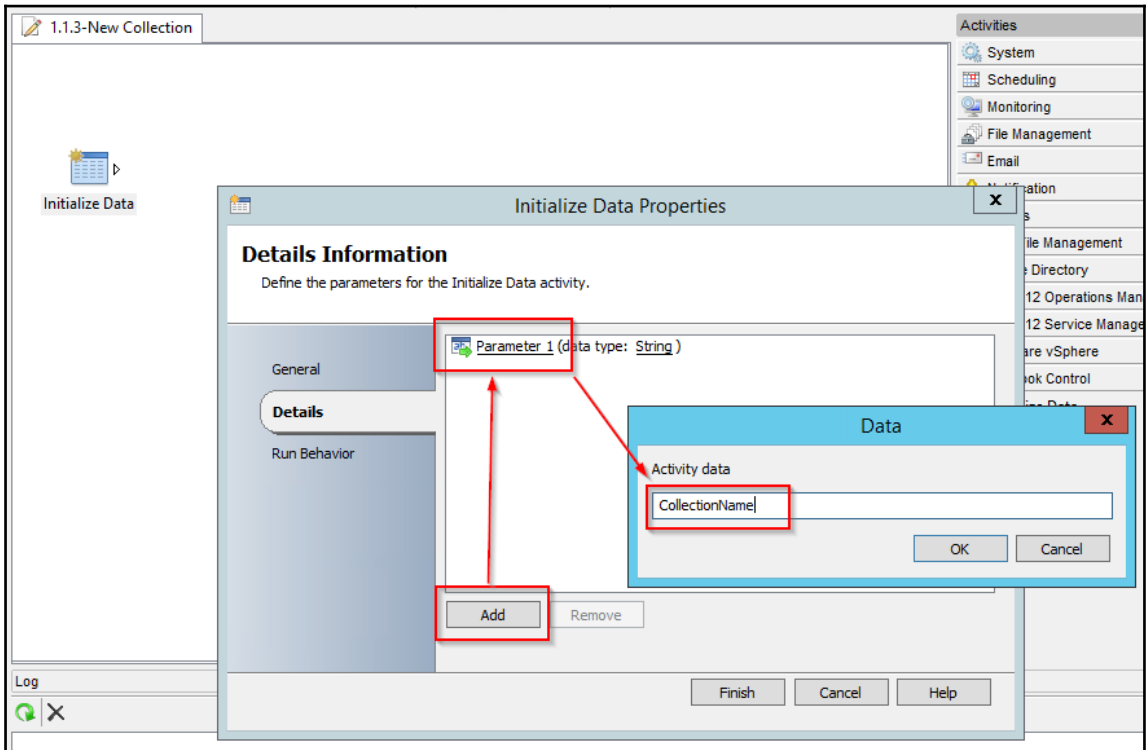 1.1.3-New Collection
Activities
System
Scheduling
Monitoring
File Management
Email
Initialize Data
Initialize Data Properties
x
Details Information
Define the parameters for the Initialize Data activity.
ile Management
Directory
12 Operations Man
12 Service Manage
are vSphere
ook Control
General
Details
Run Behavior
ab
Parameter 1 (data type: String )
Data
x
Activity data
CollectionName
OK
Cancel
Add
Remove
Log
Finish
Cancel
Help